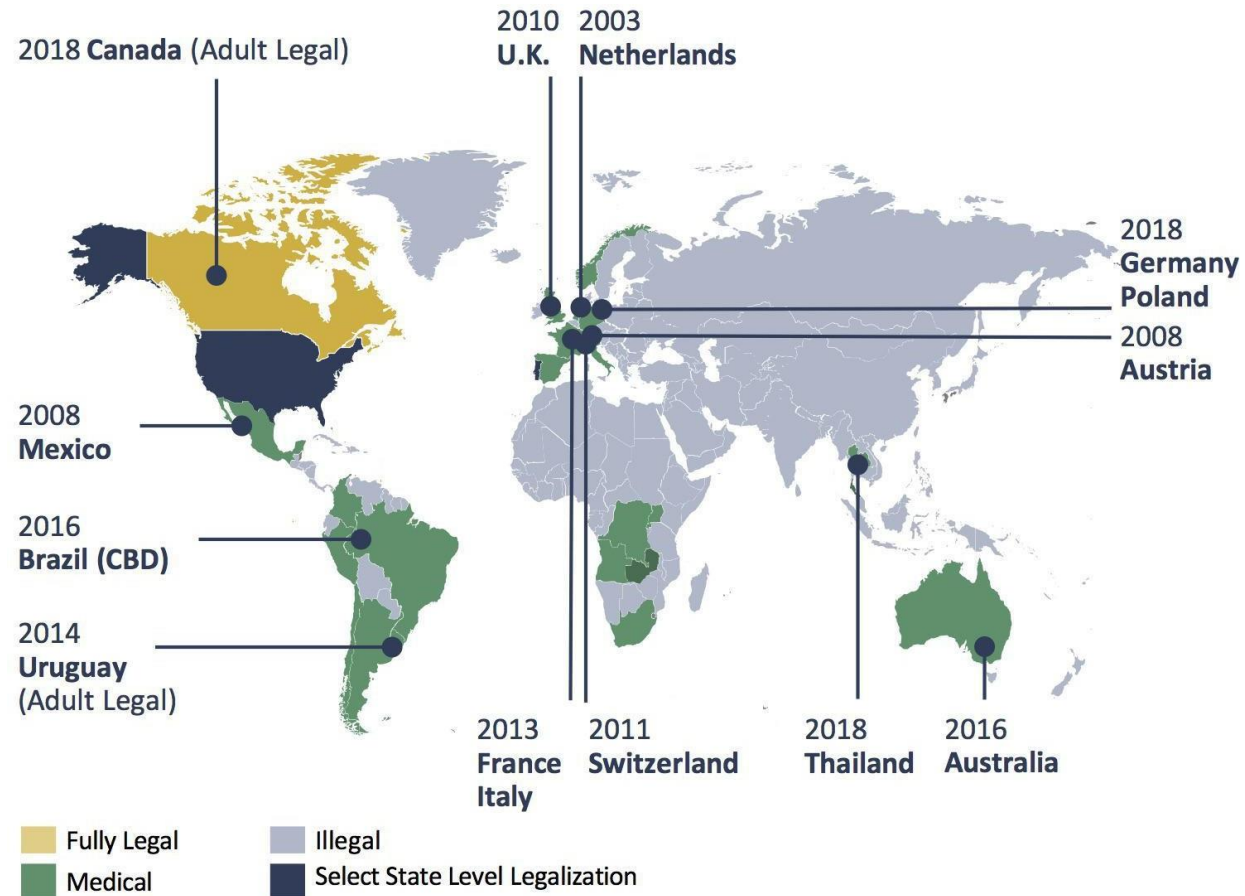 2010
U.K.
2003
Netherlands
2018 Canada (Adult Legal)
2018
Germany
Poland
2008
Austria
2008
Mexico
2016
Brazil (CBD)
2014
Uruguay
(Adult Legal)
2013
France
Italy
2011
Switzerland
2018
Thailand
2016
Australia
Fully Legal
Illegal
Medical
Select State Level Legalization